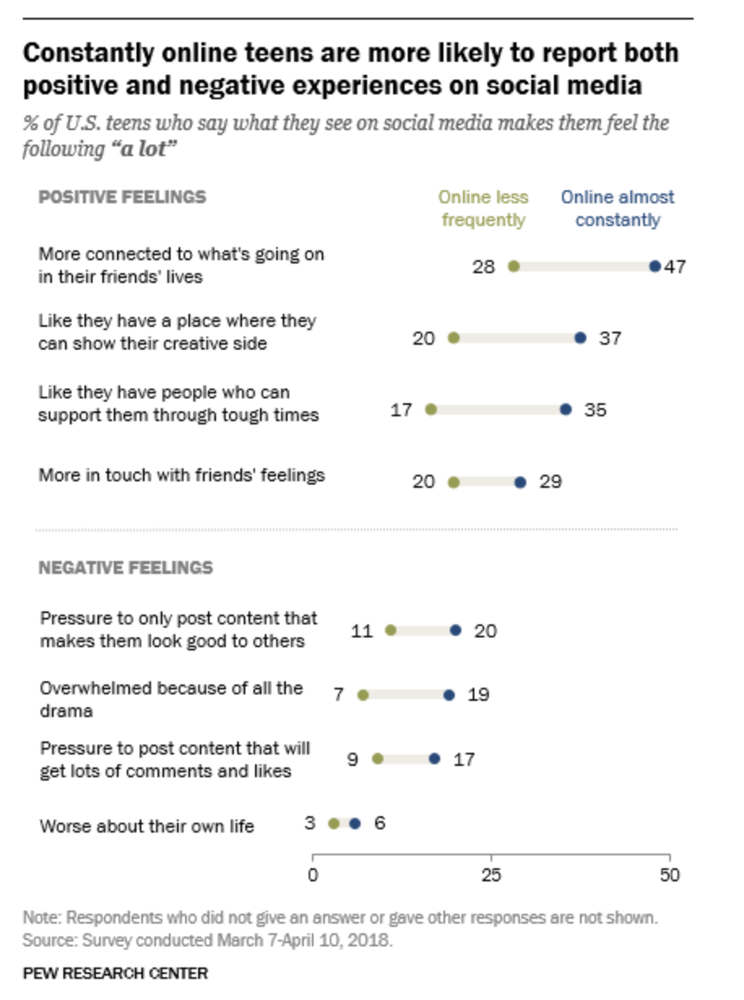 Constantly online teens are more likely to report both
positive and negative experiences on social media
% of U.S. teens who say what they see on social media makes them feel the
following “a lot”
POSITIVE FEELINGS
Online less
frequently
Online almost
constantly
More connected to what's going on
in their friends' lives
28
47
Like they have a place where they
can show their creative side
20
37
Like they have people who can
support them through tough times
17
35
More in touch with friends' feelings
20
29
NEGATIVE FEELINGS
Pressure to only post content that
makes them look good to others
11
20
Overwhelmed because of all the
drama
7
19
Pressure to post content that will
get lots of comments and likes
9
17
Worse about their own life
3
6
0
25
50
Note: Respondents who did not give an answer or gave other responses are not shown.
Source: Survey conducted March 7-April 10, 2018.
PEW RESEARCH CENTER